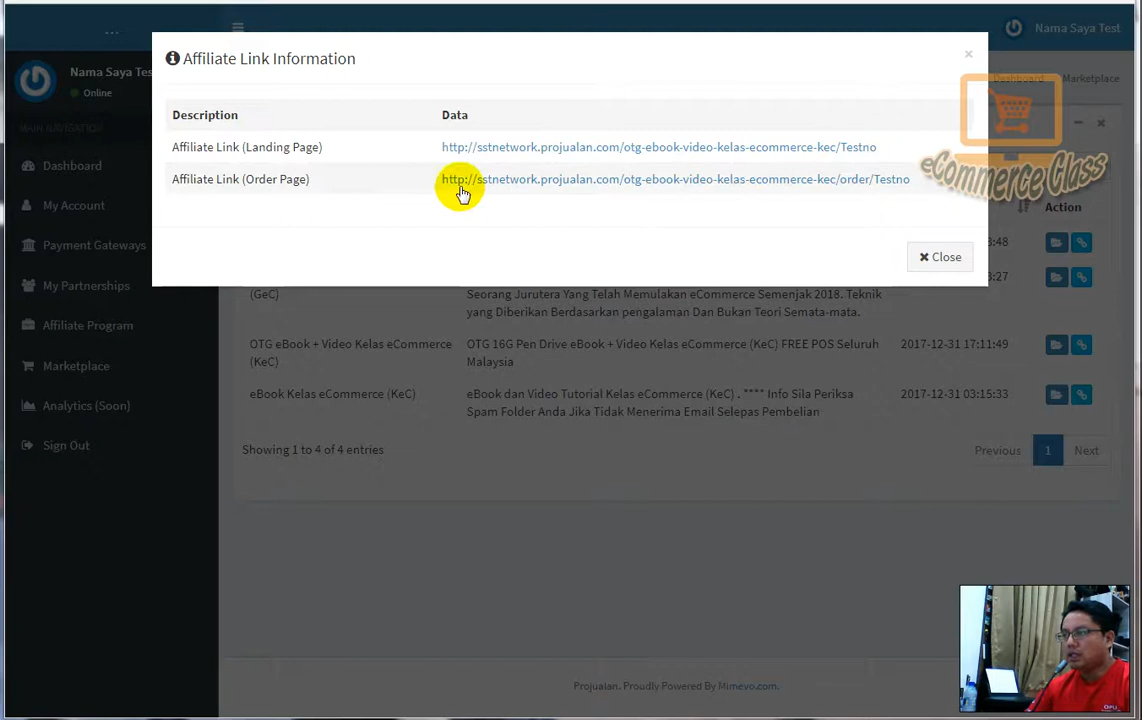 ...
Nama Saya Test
Affiliate Link Information
×
Nama Saya Tes
Online
Dashboard
Marketplace
Description
Data
MAIN NAVIGATION
Affiliate Link (Landing Page)
http://sstnetwork.projualan.com/otg-ebook-video-kelas-ecommerce-kec/Testno
Affiliate Link (Order Page)
http://sstnetwork.projualan.com/otg-ebook-video-kelas-ecommerce-kec/order/Testno
eCommerce Class
Action
Close
Dashboard
My Account
Payment Gateways
My Partnerships
Affiliate Program
Marketplace
Analytics (Soon)
Sign Out
:48
3:27
(GeC)
Seorang Jurutera Yang Telah Memulakan eCommerce Semenjak 2018. Teknik
yang Diberikan Berdasarkan pengalaman Dan Bukan Teori Semata-mata.
OTG eBook + Video Kelas eCommerce
(KeC)
OTG 16G Pen Drive eBook + Video Kelas eCommerce (KeC) FREE POS Seluruh
Malaysia
2017-12-31 17:11:49
eBook Kelas eCommerce (KeC)
eBook dan Video Tutorial Kelas eCommerce (KeC) . **** Info Sila Periksa
Spam Folder Anda Jika Tidak Menerima Email Selepas Pembelian
2017-12-31 03:15:33
Showing 1 to 4 of 4 entries
Previous
1
Next
Projualan. Proudly Powered By Mimevo.com.